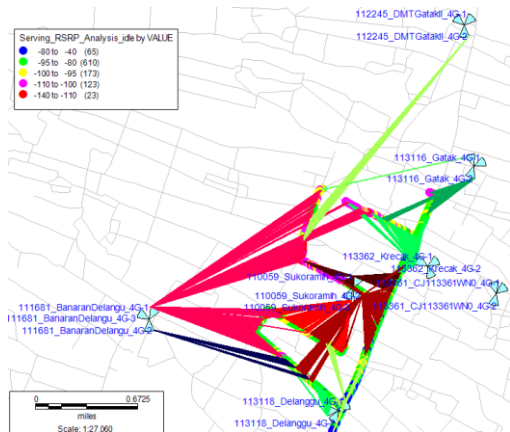 112245_DMTGatakII_4G-1
112245_DMTGatakII_4G-2
Serving_RSRP_Analysis_idle by VALUE
-80 to -40 (65)
-95 to -80 (610)
-100 to -95 (173)
-110 to -100 (123)
-140 to -110 (23)
113116_Gatak_4G-1
113116_Gatak_4G-3
113362_Krecak_4G-1
113362_Krecak_4G-2
110059_Sukoramih_4G-1
110059_Sukoramih_4G-2
113361_CJ113361WN0_4G-2
113361_CJ113361WN0_4G-1
111681_BanaranDelangu_4G-1
111681_BanaranDelangu_4G-3
111681_BanaranDelangu_4G-2
0 0.6725
miles
Scale: 1:27,060
113118_Delanggu_4G-1
113118_Delanggu_4G-